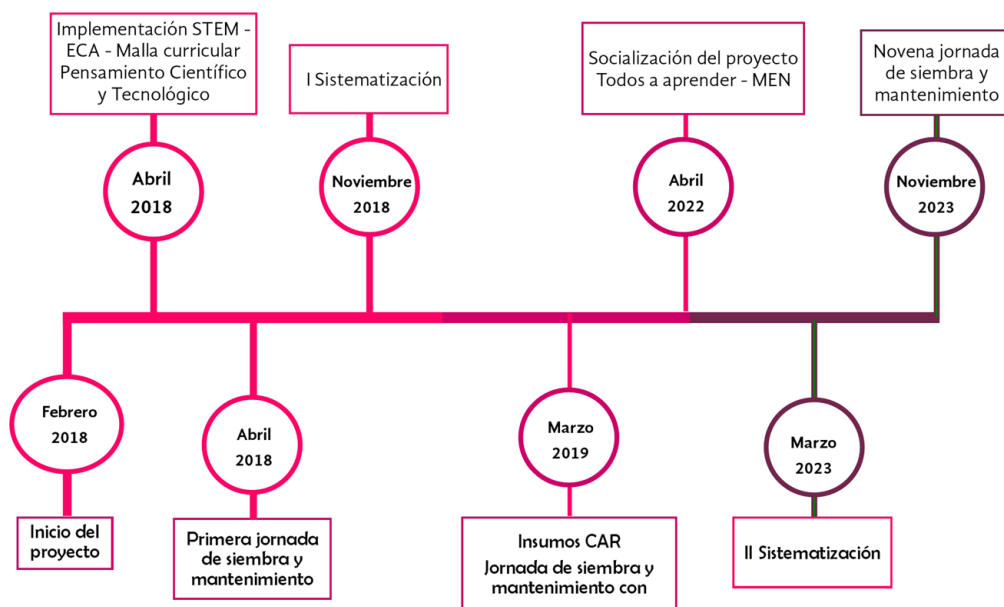 Implementación STEM -
ECA - Malla curricular
Pensamiento Científico
y Tecnológico
I Sistematización
Socialización del proyecto
Todos a aprender - MEN
Novena jornada
de siembra y
mantenimiento
Abril
2018
Noviembre
2018
Abril
2022
Noviembre
2023
Febrero
2018
Abril
2018
Marzo
2019
Marzo
2023
Inicio del
proyecto
Primera jornada
de siembra y
mantenimiento
Insumos CAR
Jornada de siembra y
mantenimiento con
II Sistematización